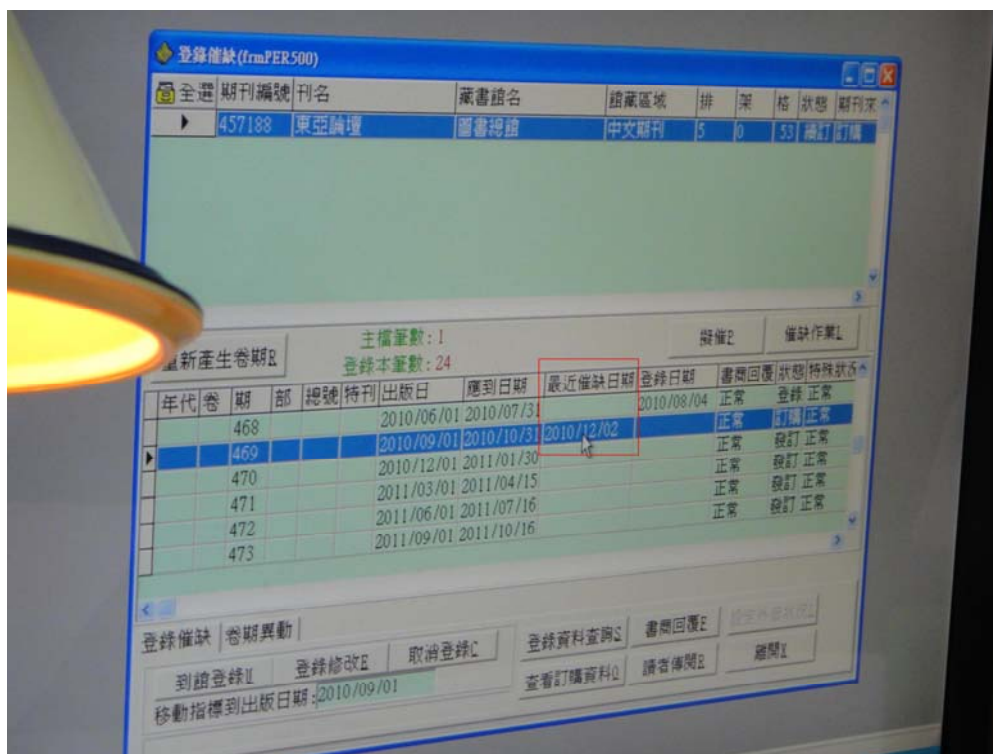 登錄催缺(frmPER500)
全選 期刊編號 刊名 藏書館名 館藏區域 排 架 格 狀態 期刊來
457188 東亞論壇 圖書總館 中文期刊 5 0 53 續訂 訂購
重新產生卷期R 主檔筆數:1 擬催P 催缺作業L
登錄本筆數:24
年代 卷 期 部 總號 特刊 出版日 應到日期 最近催缺日期 登錄日期 書商回覆 狀態 特殊狀況
468 2010/06/01 2010/07/31 2010/08/04 正常 登錄 正常
469 2010/09/01 2010/10/31 2010/12/02 正常 訂購 正常
470 2010/12/01 2011/01/30 正常 發訂 正常
471 2011/03/01 2011/04/15 正常 發訂 正常
472 2011/06/01 2011/07/16 正常 發訂 正常
473 2011/09/01 2011/10/16
登錄催缺 卷期異動
登錄資料查詢S 書商回覆F
到館登錄U 登錄修改E 取消登錄C
查看訂購資料O 讀者傳閱R 離開X
移動指標到出版日期:2010/09/01